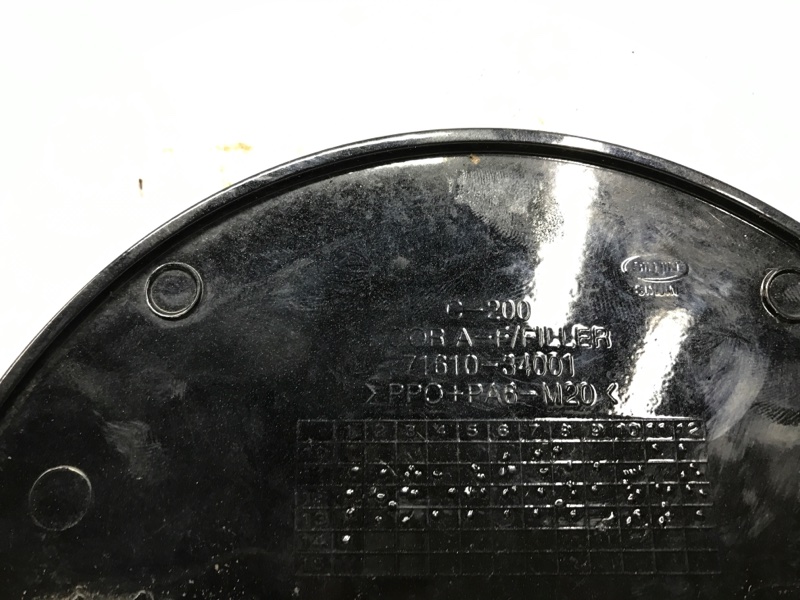 C-200
A-F/FILLER
71610-34001
>PPO+PA6-M20<
1 2 3 4 5 6 7 8 9 10 11 12